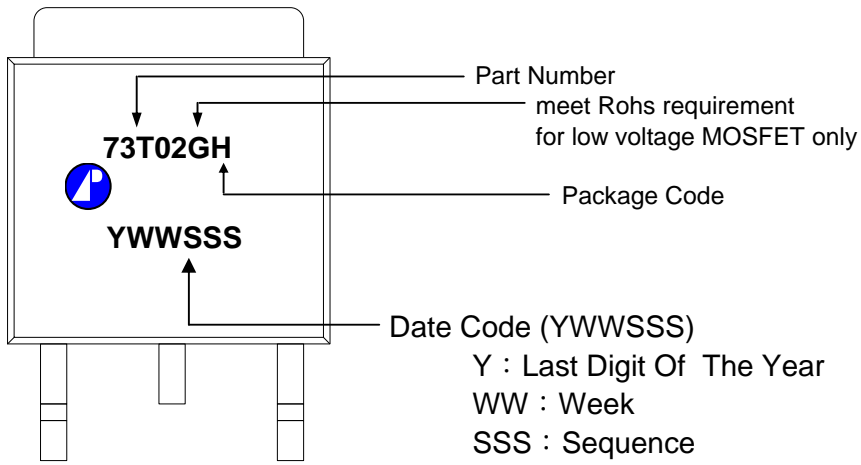 Part Number
meet Rohs requirement
for low voltage MOSFET only
73T02GH
Package Code
YWWSSS
Date Code (YWWSSS)
Y：Last Digit Of The Year
WW：Week
SSS：Sequence